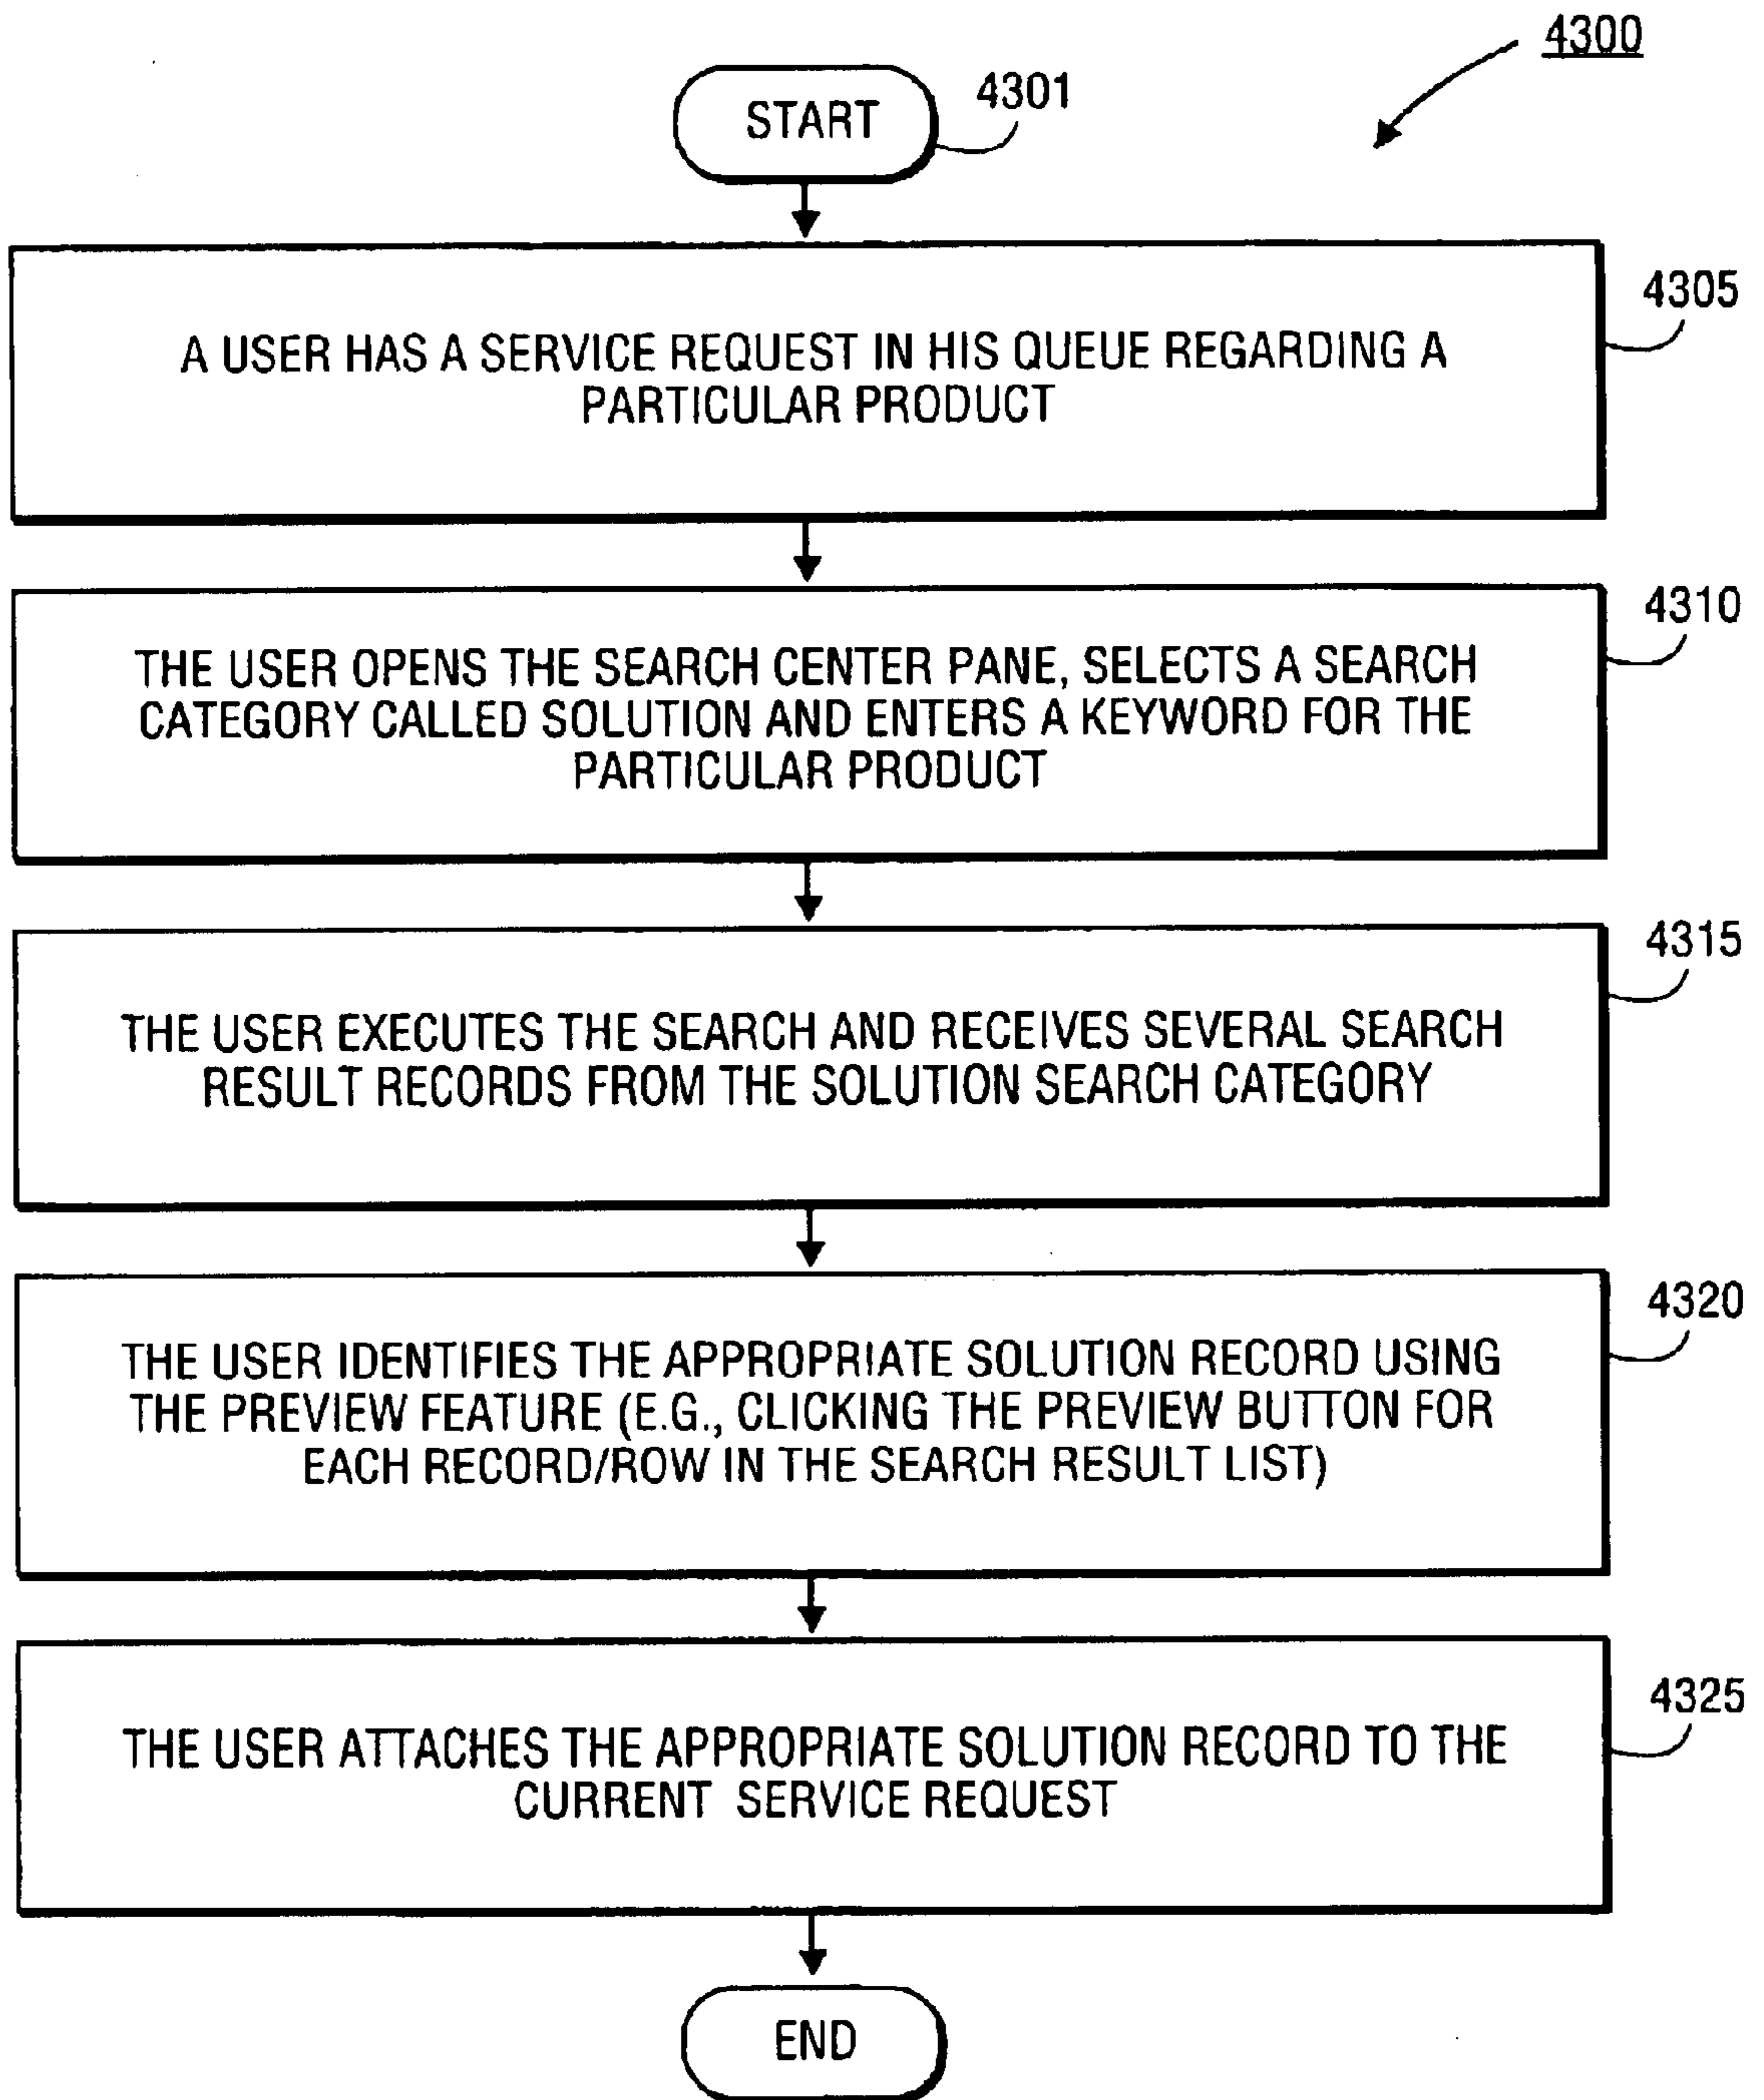 4300
START
4301
4305
A USER HAS A SERVICE REQUEST IN HIS QUEUE REGARDING A
PARTICULAR PRODUCT
4310
THE USER OPENS THE SEARCH CENTER PANE, SELECTS A SEARCH
CATEGORY CALLED SOLUTION AND ENTERS A KEYWORD FOR THE
PARTICULAR PRODUCT
4315
THE USER EXECUTES THE SEARCH AND RECEIVES SEVERAL SEARCH
RESULT RECORDS FROM THE SOLUTION SEARCH CATEGORY
4320
THE USER IDENTIFIES THE APPROPRIATE SOLUTION RECORD USING
THE PREVIEW FEATURE (E.G., CLICKING THE PREVIEW BUTTON FOR
EACH RECORD/ROW IN THE SEARCH RESULT LIST)
4325
THE USER ATTACHES THE APPROPRIATE SOLUTION RECORD TO THE
CURRENT SERVICE REQUEST
END